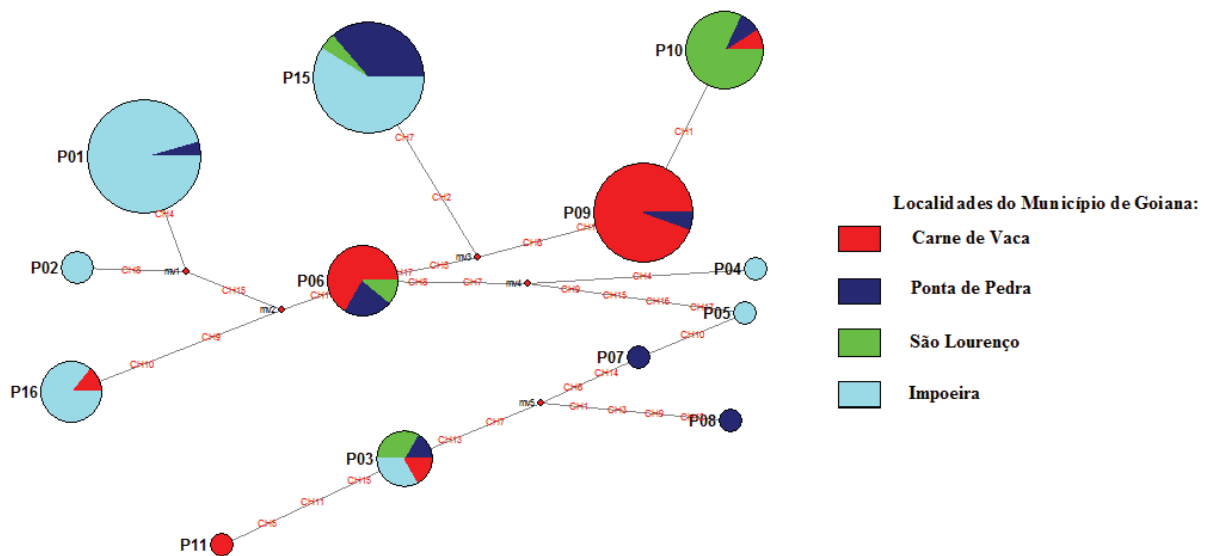 P10
P15
CH7
CH1
P01
CH4
CH2
Localidades do Município de Goiana:
P09
CH6
Carne de Vaca
P02
CH8
mv1
mv3
CH8
P04
CH4
CH15
P06
CH8
CH7
mv4
CH9
CH15
CH16
CH17
P05
Ponta de Pedra
mv2
CH9
CH10
São Lourenço
P07
CH14
CH10
P16
CH6
mv5
CH1
CH3
CH9
P08
Impoeira
CH7
CH13
P03
CH15
CH11
CH5
P11